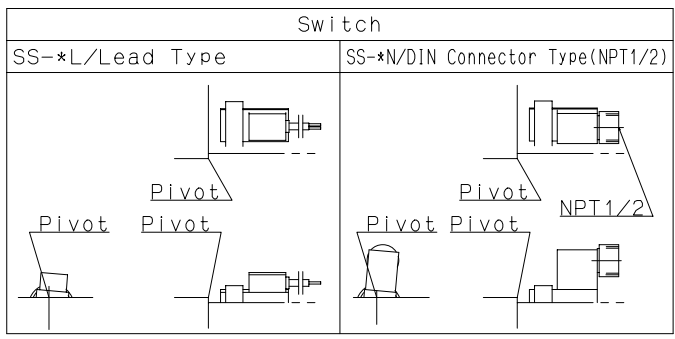 Switch
SS-*L/Lead Type
SS-*N/DIN Connector Type(NPT1/2)
Pivot
Pivot
NPT1/2
Pivot
Pivot
Pivot
Pivot